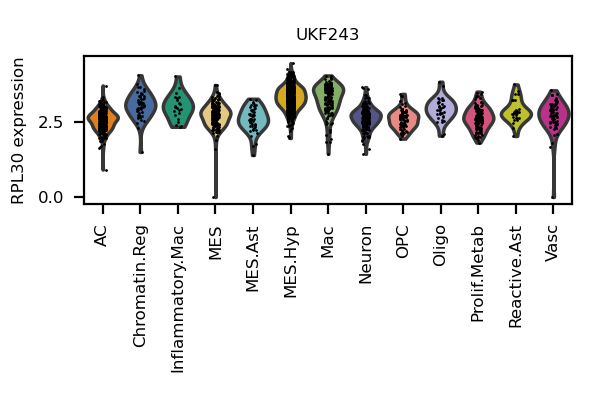 UKF243
RPL30 expression
2.5
0.0
AC
Chromatin.Reg
Inflammatory.Mac
MES
MES.Ast
MES.Hyp
Mac
Neuron
OPC
Oligo
Prolif.Metab
Reactive.Ast
Vasc